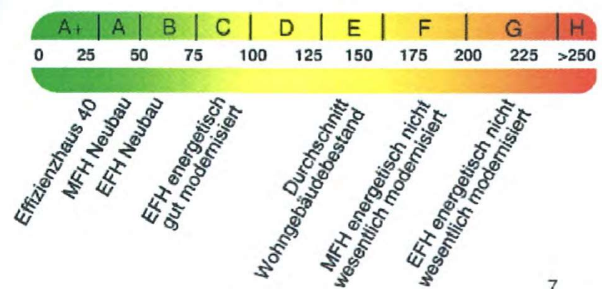 A+ A B C D E F G H
0 25 50 75 100 125 150 175 200 225 >250
Effizienzhaus 40
MFH Neubau
EFH Neubau
EFH energetisch
gut modernisiert
Durchschnitt
Wohngebäudebestand
MFH energetisch nicht
wesentlich modernisiert
EFH energetisch nicht
wesentlich modernisiert
7